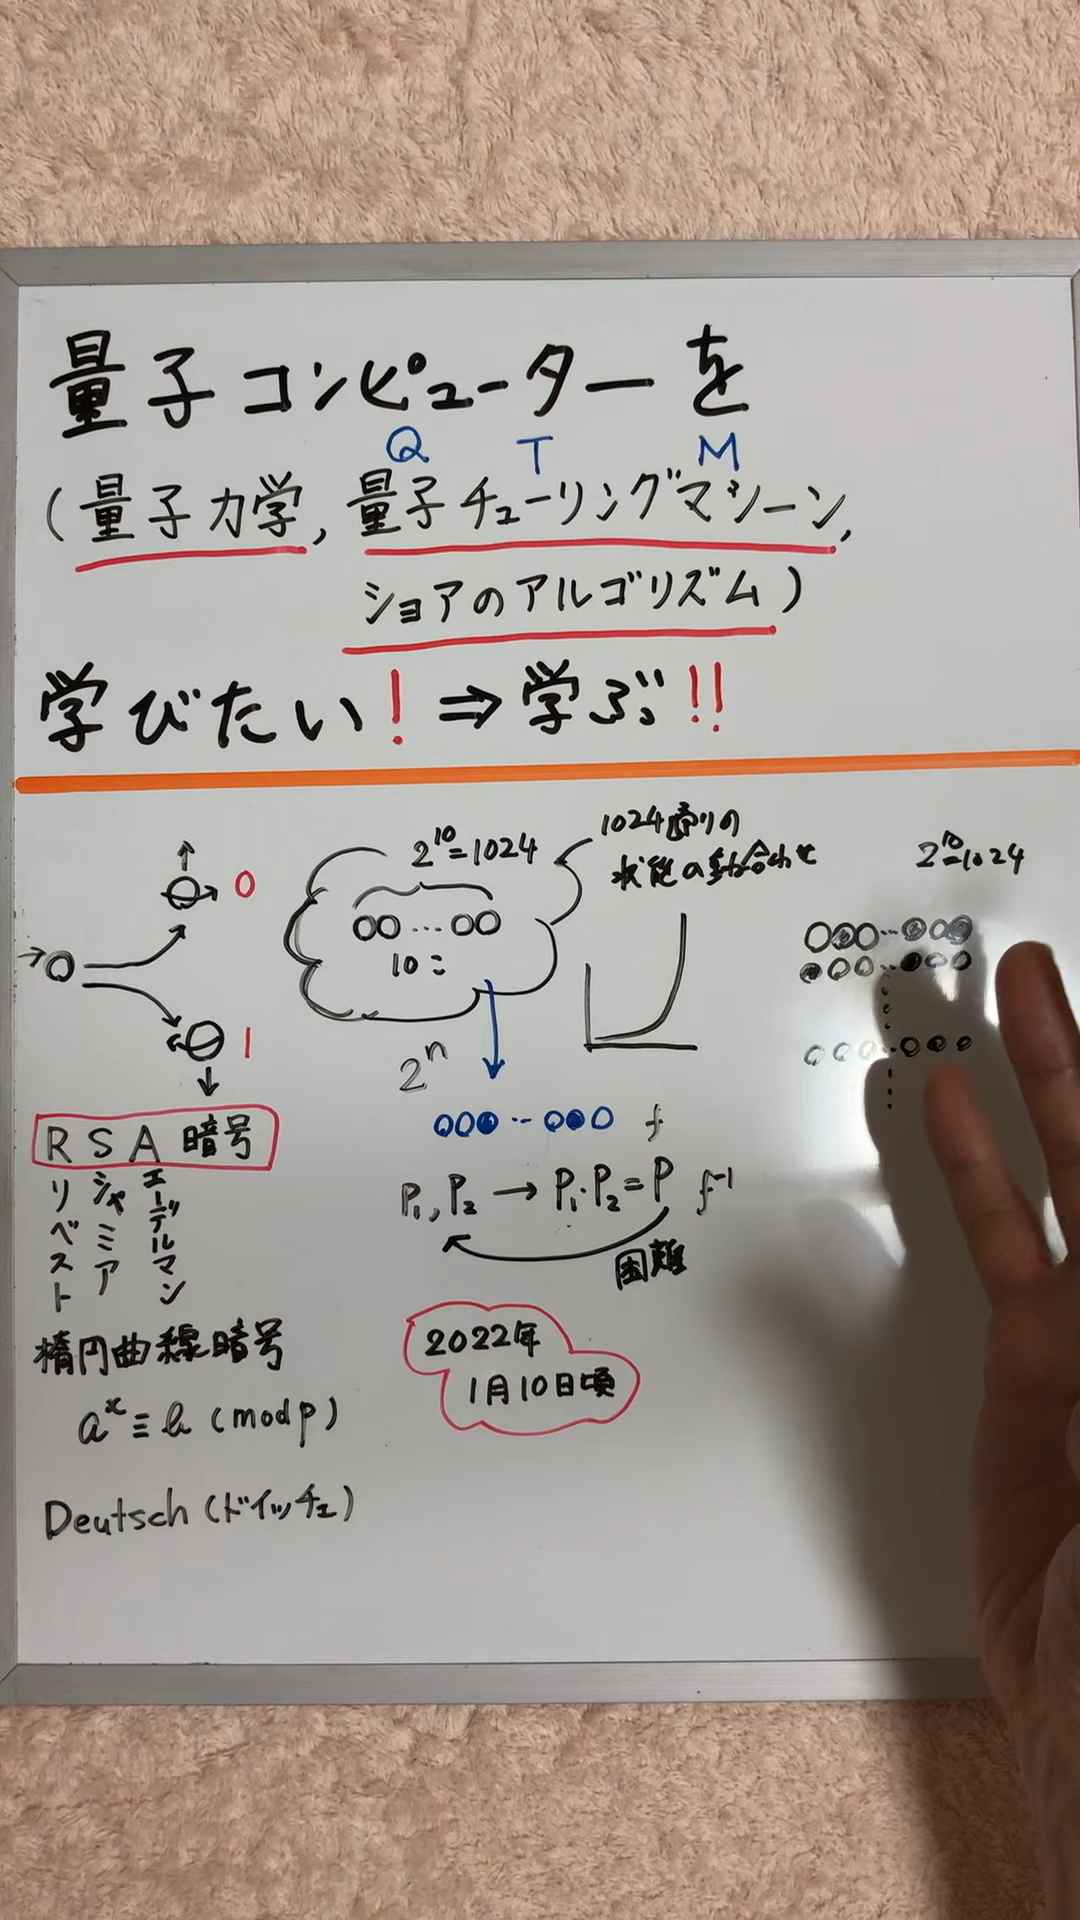 量子コンピューターを
Q T M
(量子力学, 量子チューリングマシーン,
ショアのアルゴリズム)
学びたい! ⇒ 学ぶ!!
0
1
2^10=1024
10コ
1024通りの
状態の重ね合わせ
2^10=1024
2^n
f
RSA暗号
リベスト
シャミア
エーデルマン
P₁, P₂ → P₁・P₂=P f⁻¹
困難
楕円曲線暗号
2022年
1月10日頃
a^x≡b (mod p)
Deutsch (ドイッチェ)